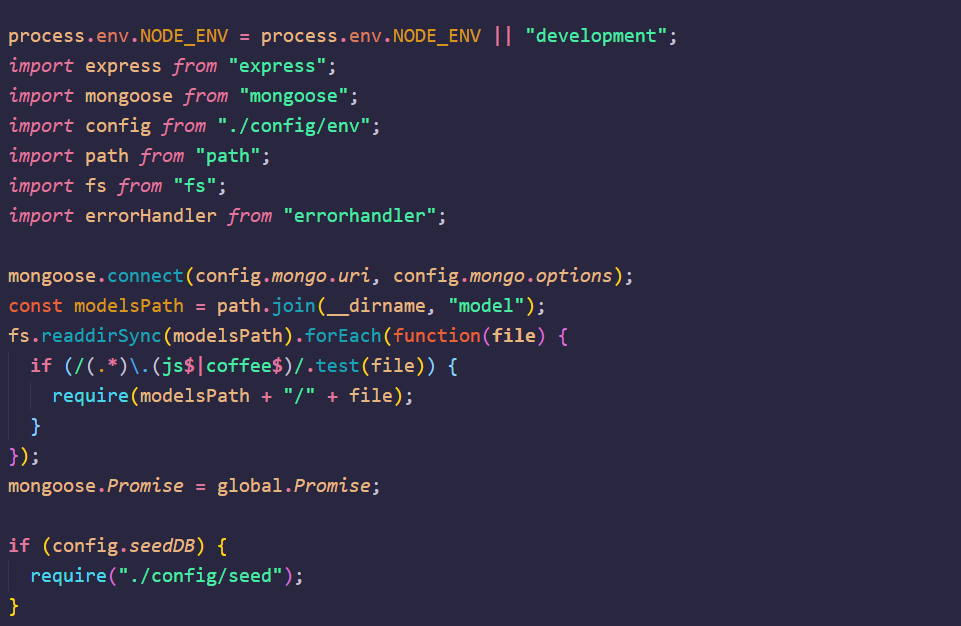 process.env.NODE_ENV = process.env.NODE_ENV || "development";
import express from "express";
import mongoose from "mongoose";
import config from "./config/env";
import path from "path";
import fs from "fs";
import errorHandler from "errorhandler";
mongoose.connect(config.mongo.uri, config.mongo.options);
const modelsPath = path.join(__dirname, "model");
fs.readdirSync(modelsPath).forEach(function(file) {
  if (/(.*)\.(js$|coffee$)/.test(file)) {
    require(modelsPath + "/" + file);
  }
});
mongoose.Promise = global.Promise;
if (config.seedDB) {
  require("./config/seed");
}